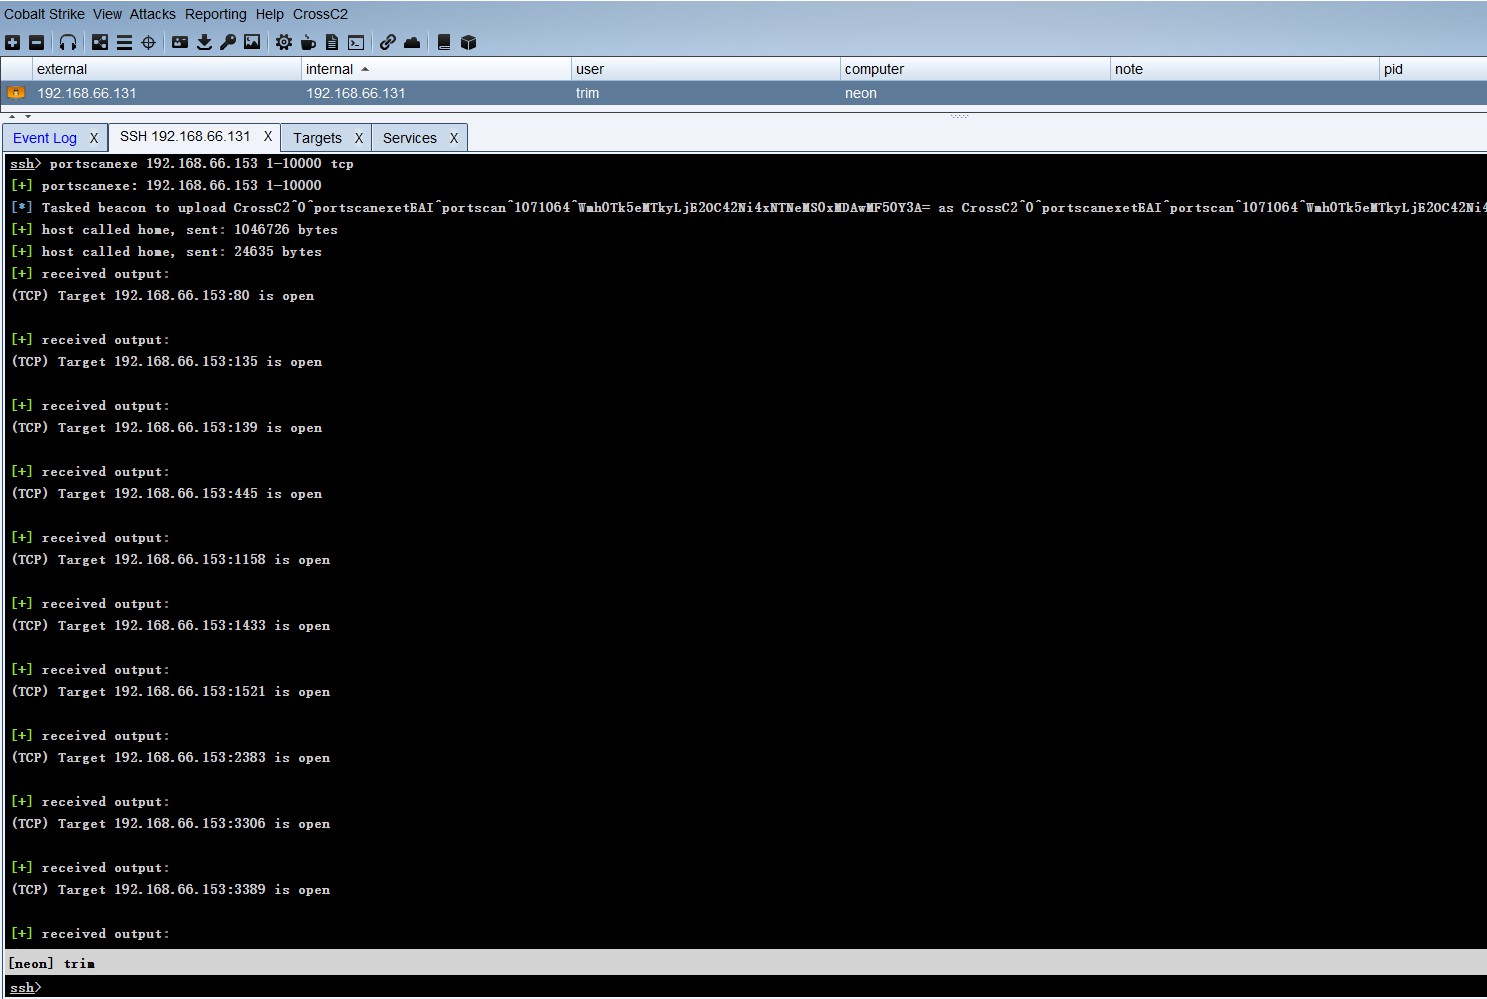 Cobalt Strike View Attacks Reporting Help CrossC2
external internal user computer note pid
192.168.66.131 192.168.66.131 trim neon
Event Log X SSH 192.168.66.131 X Targets X Services X
ssh> portscanexe 192.168.66.153 1-10000 tcp
[+] portscanexe: 192.168.66.153 1-10000
[*] Tasked beacon to upload CrossC2^0^portscanexetEAI^portscan^1071064^Wmh0Tk5eMTkyLjE2OC42Ni4xNTNeMS0xMDAwMF50Y3A= as CrossC2^0^portscanexetEAI^portscan^1071064^Wmh0Tk5eMTkyLjE2OC42Ni4
[+] host called home, sent: 1046726 bytes
[+] host called home, sent: 24635 bytes
[+] received output:
(TCP) Target 192.168.66.153:80 is open
[+] received output:
(TCP) Target 192.168.66.153:135 is open
[+] received output:
(TCP) Target 192.168.66.153:139 is open
[+] received output:
(TCP) Target 192.168.66.153:445 is open
[+] received output:
(TCP) Target 192.168.66.153:1158 is open
[+] received output:
(TCP) Target 192.168.66.153:1433 is open
[+] received output:
(TCP) Target 192.168.66.153:1521 is open
[+] received output:
(TCP) Target 192.168.66.153:2383 is open
[+] received output:
(TCP) Target 192.168.66.153:3306 is open
[+] received output:
(TCP) Target 192.168.66.153:3389 is open
[+] received output:
[neon] trim
ssh>